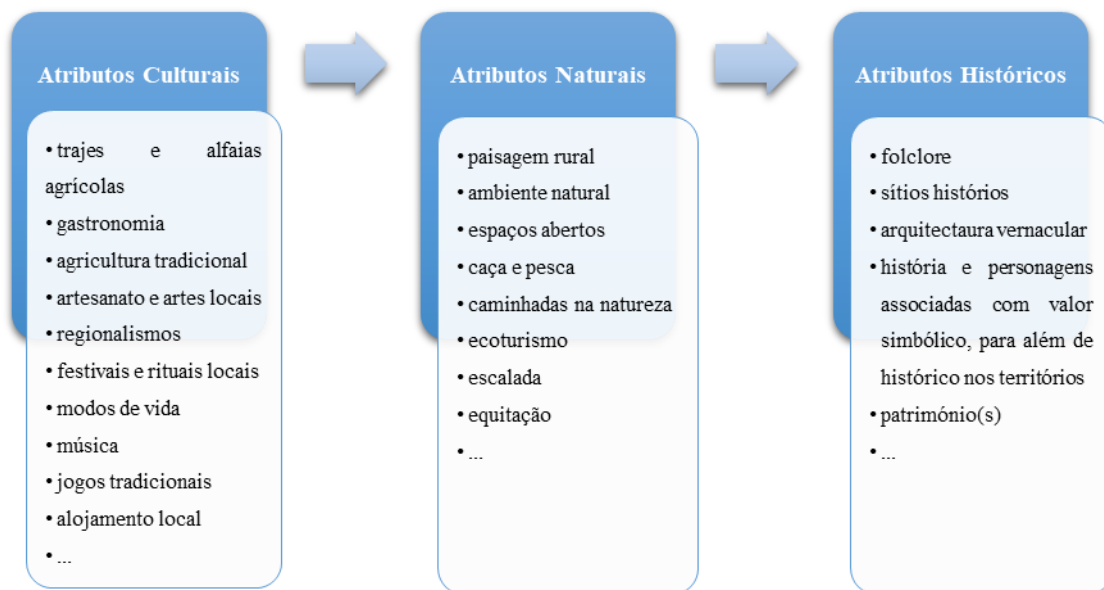 Atributos Culturais
• trajes e alfaias
agrícolas
• gastronomia
• agricultura tradicional
• artesanato e artes locais
• regionalismos
• festivais e rituais locais
• modos de vida
• música
• jogos tradicionais
• alojamento local
• ...
Atributos Naturais
• paisagem rural
• ambiente natural
• espaços abertos
• caça e pesca
• caminhadas na natureza
• ecoturismo
• escalada
• equitação
• ...
Atributos Históricos
• folclore
• sítios histórios
• arquitectaura vernacular
• história e personagens
associadas com valor
simbólico, para além de
histórico nos territórios
• património(s)
• ...